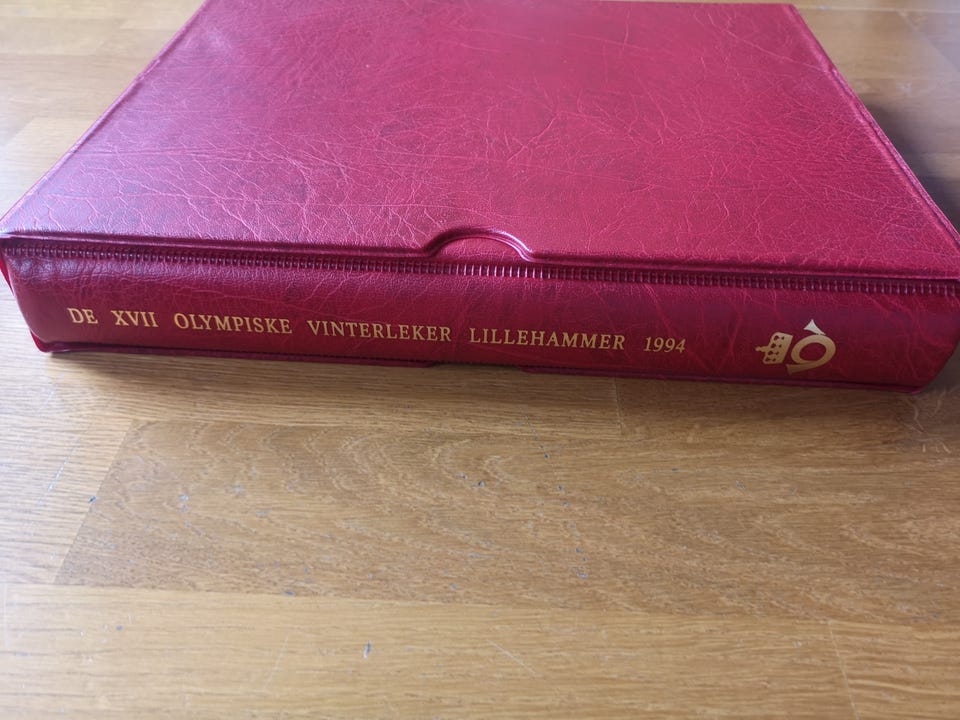 DE XVII OLYMPISKE VINTERLEKER LILLEHAMMER 1994